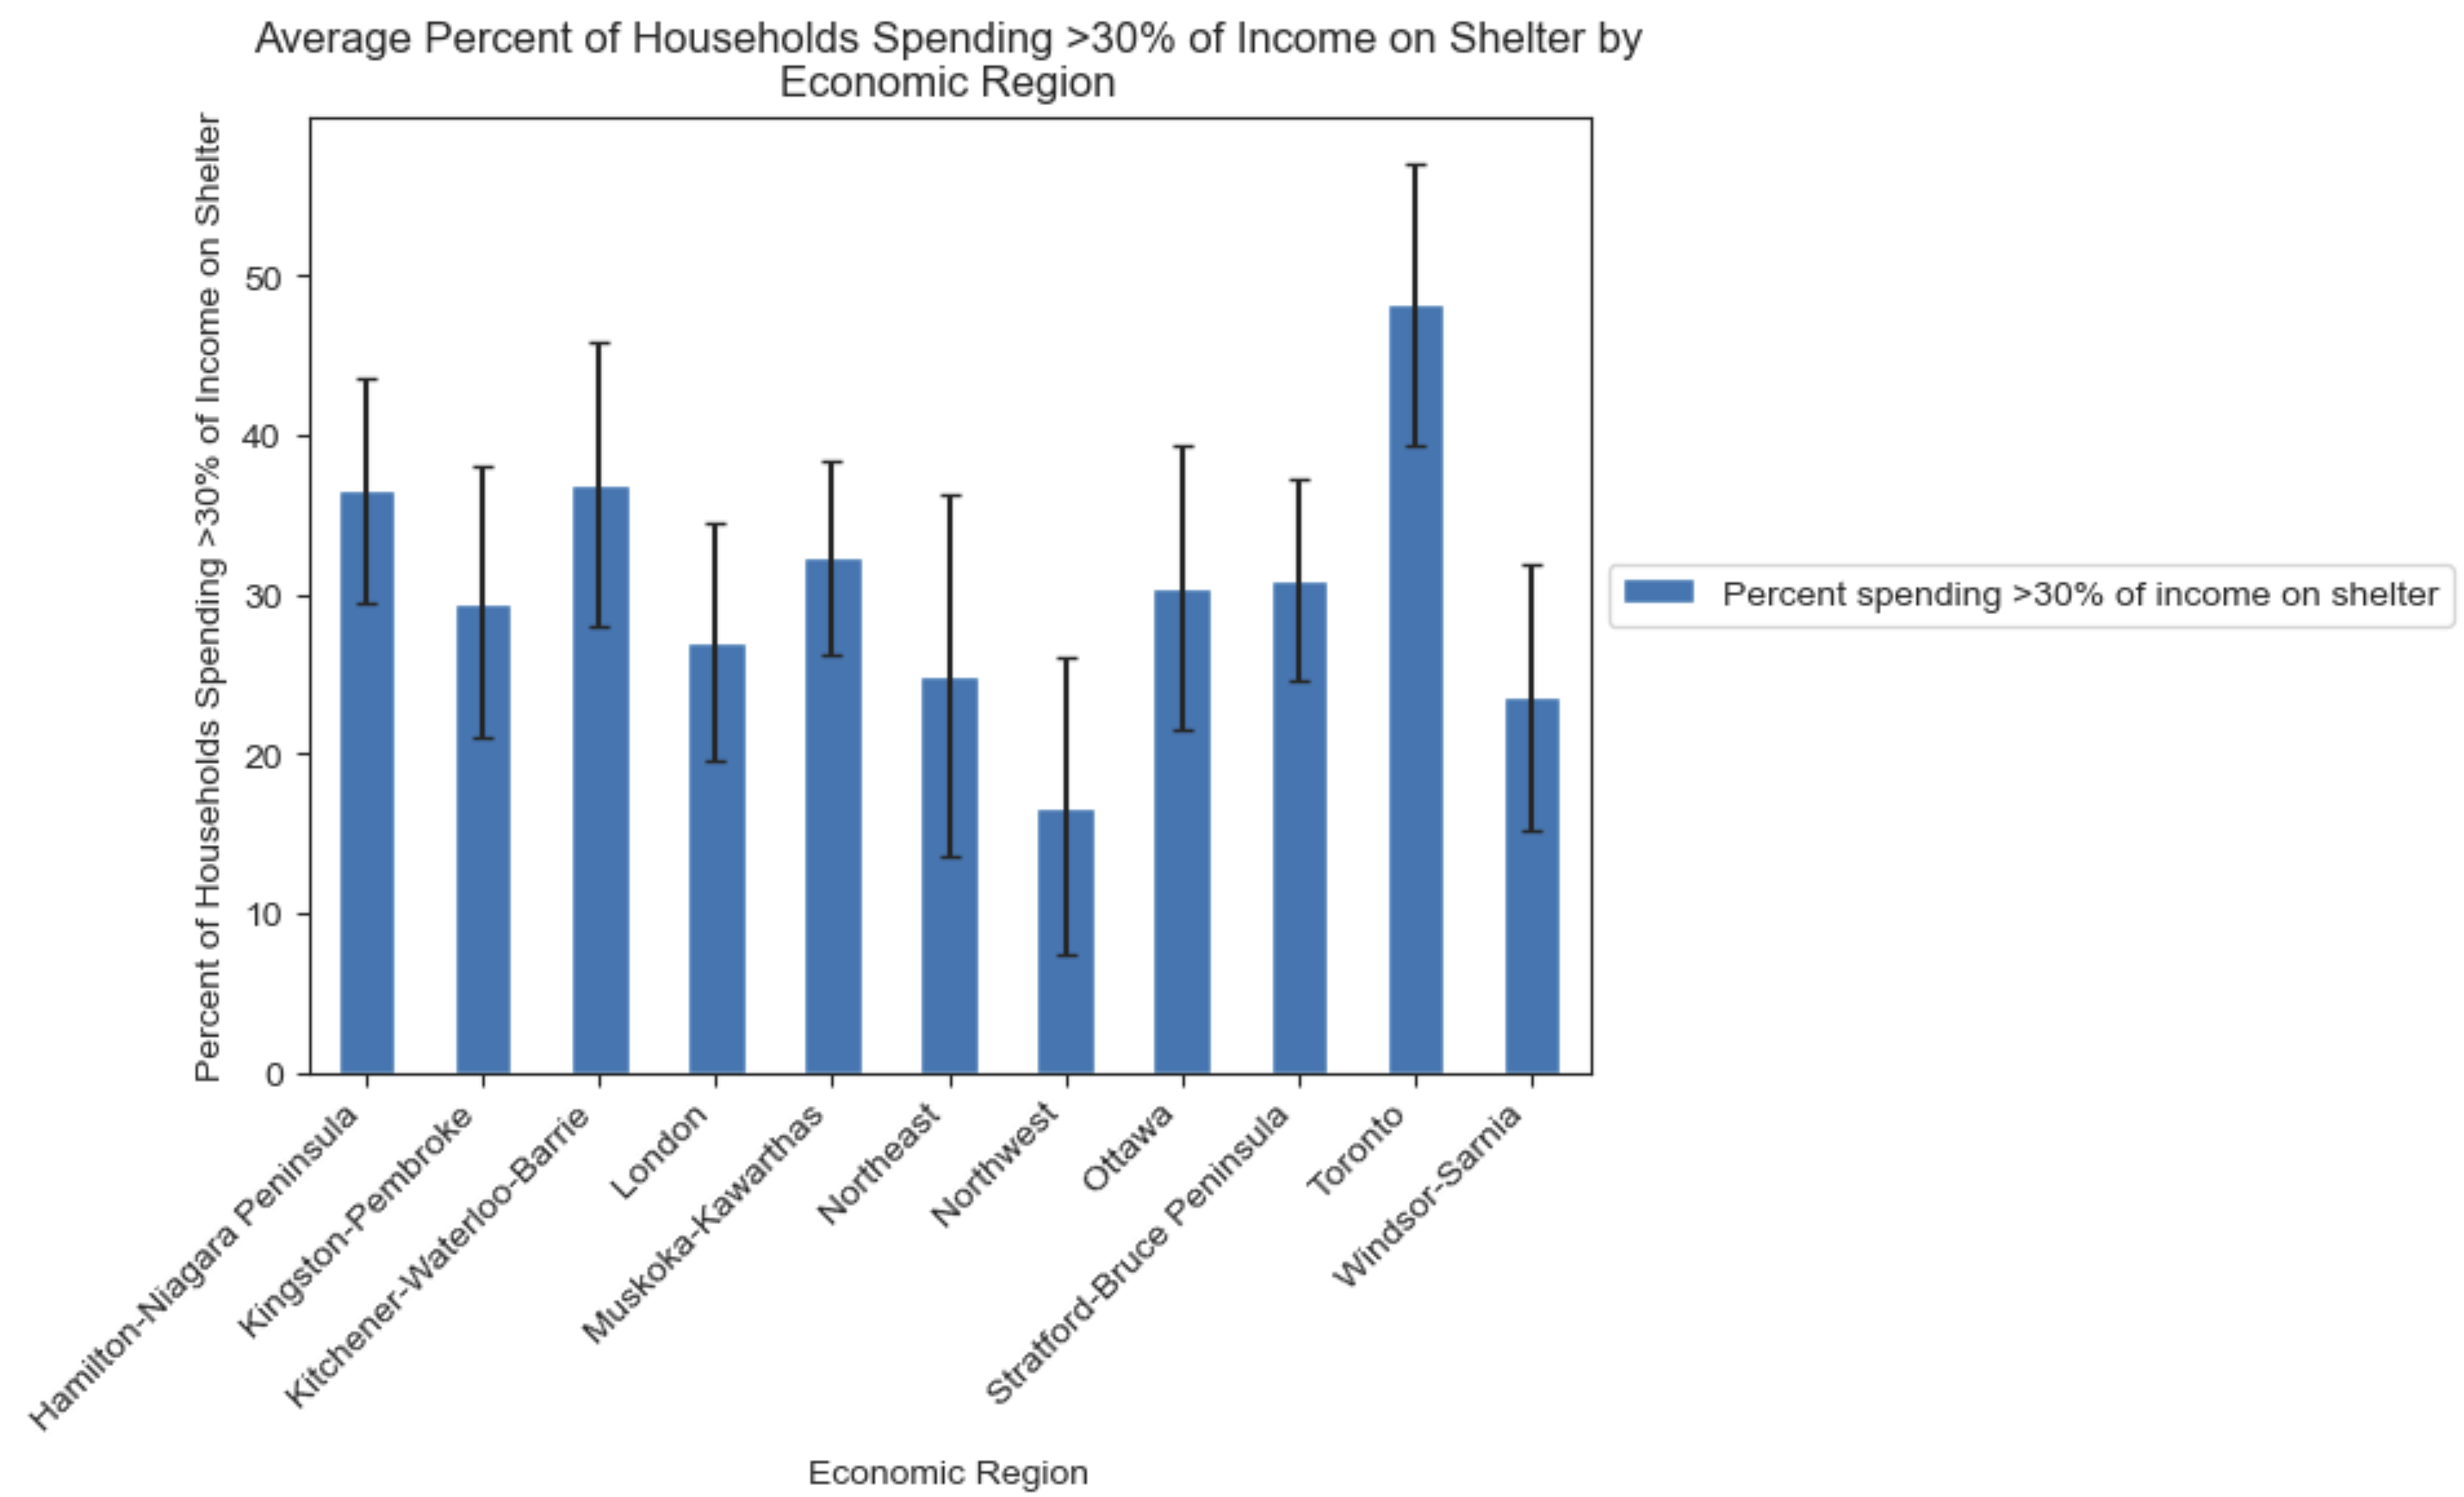 Average Percent of Households Spending >30% of Income on Shelter by
Economic Region
Percent of Households Spending >30% of Income on Shelter
50
40
30
20
10
0
Percent spending >30% of income on shelter
Hamilton-Niagara Peninsula
Kingston-Pembroke
Kitchener-Waterloo-Barrie
London
Muskoka-Kawarthas
Northeast
Northwest
Ottawa
Stratford-Bruce Peninsula
Toronto
Windsor-Sarnia
Economic Region